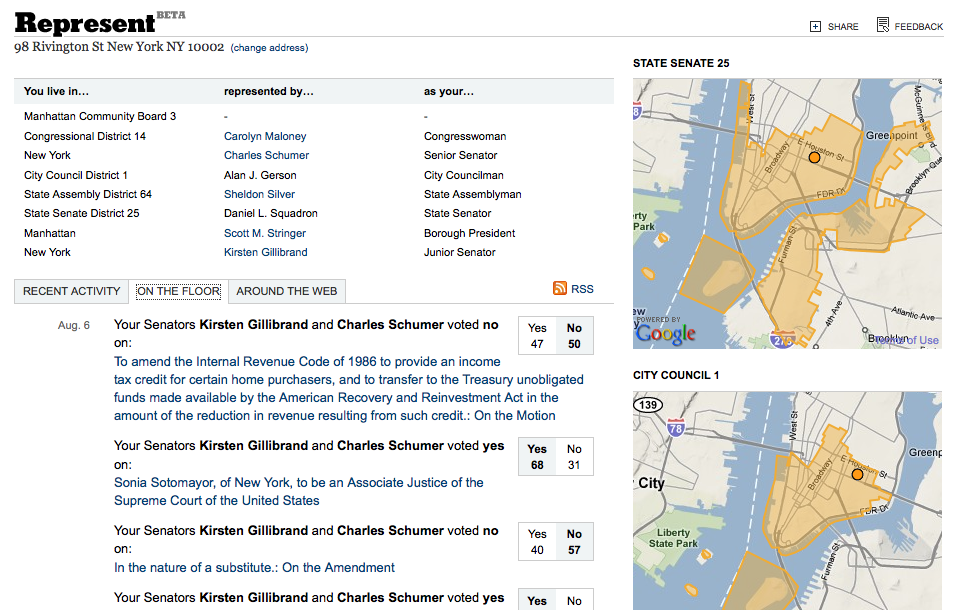 Represent BETA
SHARE
FEEDBACK
98 Rivington St New York NY 10002 (change address)
You live in… represented by… as your…
Manhattan Community Board 3 - -
Congressional District 14 Carolyn Maloney Congresswoman
New York Charles Schumer Senior Senator
City Council District 1 Alan J. Gerson City Councilman
State Assembly District 64 Sheldon Silver State Assemblyman
State Senate District 25 Daniel L. Squadron State Senator
Manhattan Scott M. Stringer Borough President
New York Kirsten Gillibrand Junior Senator
RECENT ACTIVITY ON THE FLOOR AROUND THE WEB
RSS
Aug. 6
Your Senators Kirsten Gillibrand and Charles Schumer voted no
on:
To amend the Internal Revenue Code of 1986 to provide an income
tax credit for certain home purchasers, and to transfer to the Treasury unobligated
funds made available by the American Recovery and Reinvestment Act in the
amount of the reduction in revenue resulting from such credit.: On the Motion
Yes No
47 50
Your Senators Kirsten Gillibrand and Charles Schumer voted yes
on:
Sonia Sotomayor, of New York, to be an Associate Justice of the
Supreme Court of the United States
Yes No
68 31
Your Senators Kirsten Gillibrand and Charles Schumer voted no
on:
In the nature of a substitute.: On the Amendment
Yes No
40 57
Your Senators Kirsten Gillibrand and Charles Schumer voted yes
Yes No
STATE SENATE 25
West St
Greenpoint
E Houston St
Broadway
FDR Dr
Furman St
rty
Park
4th Ave
Atlantic Ave
Brooklyn
Terms of Use
POWERED BY
Google
CITY COUNCIL 1
139
78
West St
Greenp
E Houston St
Broadway
City
FDR Dr
Liberty
State Park
Furman St